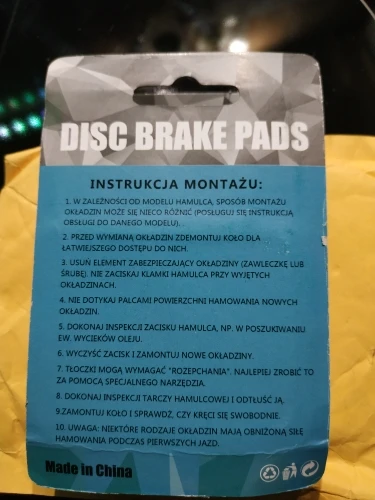 DISC BRAKE PADS
INSTRUKCJA MONTAŻU:
1. W ZALEŻNOŚCI OD MODELU HAMULCA, SPOSÓB MONTAŻU
OKŁADZIN MOŻE SIĘ NIECO RÓŻNIĆ (POSŁUGUJ SIĘ INSTRUKCJĄ
OBSŁUGI DO DANEGO MODELU).
2. PRZED WYMIANĄ OKŁADZIN ZDEMONTUJ KOŁO DLA
ŁATWIEJSZEGO DOSTĘPU DO NICH.
3. USUŃ ELEMENT ZABEZPIECZAJĄCY OKŁADZINY (ZAWLECZKĘ LUB
ŚRUBĘ). NIE ZACISKAJ KLAMKI HAMULCA PRZY WYJĘTYCH
OKŁADZINACH.
4. NIE DOTYKAJ PALCAMI POWIERZCHNI HAMOWANIA NOWYCH
OKŁADZIN.
5. DOKONAJ INSPEKCJI ZACISKU HAMULCA, NP. W POSZUKIWANIU
EW. WYCIEKÓW OLEJU.
6. WYCZYŚĆ ZACISK I ZAMONTUJ NOWE OKŁADZINY.
7. TŁOCZKI MOGĄ WYMAGAĆ "ROZEPCHANIA". NAJLEPIEJ ZROBIĆ TO
ZA POMOCĄ SPECJALNEGO NARZĘDZIA.
8. DOKONAJ INSPEKCJI TARCZY HAMULCOWEJ I ODTŁUŚĆ JĄ.
9.ZAMONTUJ KOŁO I SPRAWDŹ, CZY KRĘCI SIĘ SWOBODNIE.
10. UWAGA: NIEKTÓRE RODZAJE OKŁADZIN MAJĄ OBNIŻONĄ SIŁĘ
HAMOWANIA PODCZAS PIERWSZYCH JAZD.
Made in China